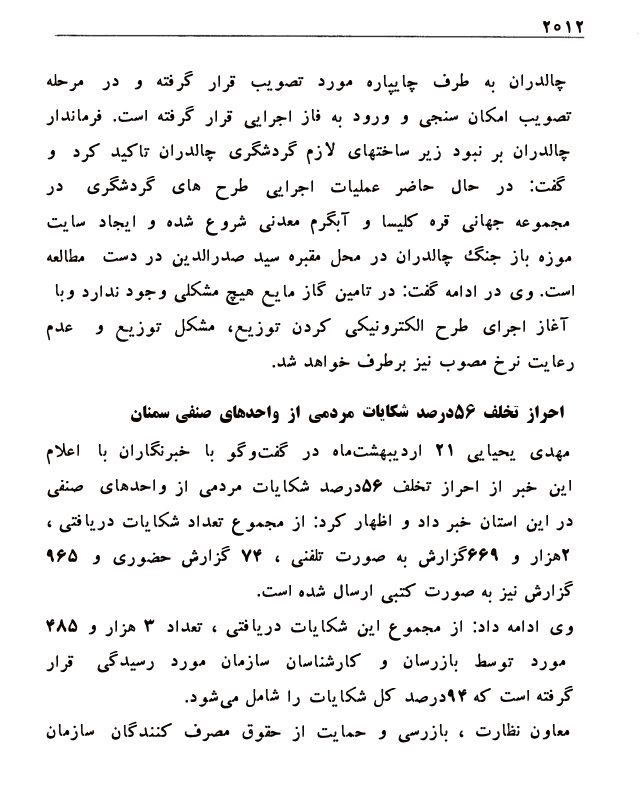 ۲۰۱۲
چالدران به طرف چایپاره مورد تصویب قرار گرفته و در مرحله
تصویب امکان سنجی و ورود به فاز اجرایی قرار گرفته است. فرماندار
چالدران بر نبود زیر ساختهای لازم گردشگری چالدران تاکید کرد و
گفت: در حال حاضر عملیات اجرایی طرح های گردشگری در
مجموعه جهانی قره کلیسا و آبگرم معدنی شروع شده و ایجاد سایت
موزه باز جنگ چالدران در محل مقبره سید صدرالدین در دست مطالعه
است. وی در ادامه گفت: در تامین گاز مایع هیچ مشکلی وجود ندارد وبا
آغاز اجرای طرح الکترونیکی کردن توزیع، مشکل توزیع و عدم
رعایت نرخ مصوب نیز برطرف خواهد شد.
احراز تخلف ۵۶درصد شکایات مردمی از واحدهای صنفی سمنان
مهدی یحیایی ۲۱ اردیبهشت‌ماه در گفت‌وگو با خبرنگاران با اعلام
این خبر از احراز تخلف ۵۶درصد شکایات مردمی از واحدهای صنفی
در این استان خبر داد و اظهار کرد: از مجموع تعداد شکایات دریافتی ،
۲هزار و ۶۶۹گزارش به صورت تلفنی ، ۷۴ گزارش حضوری و ۹۶۵
گزارش نیز به صورت کتبی ارسال شده است.
وی ادامه داد: از مجموع این شکایات دریافتی ، تعداد ۳ هزار و ۴۸۵
مورد توسط بازرسان و کارشناسان سازمان مورد رسیدگی قرار
گرفته است که ۹۴درصد کل شکایات را شامل می‌شود.
معاون نظارت ، بازرسی و حمایت از حقوق مصرف کنندگان سازمان